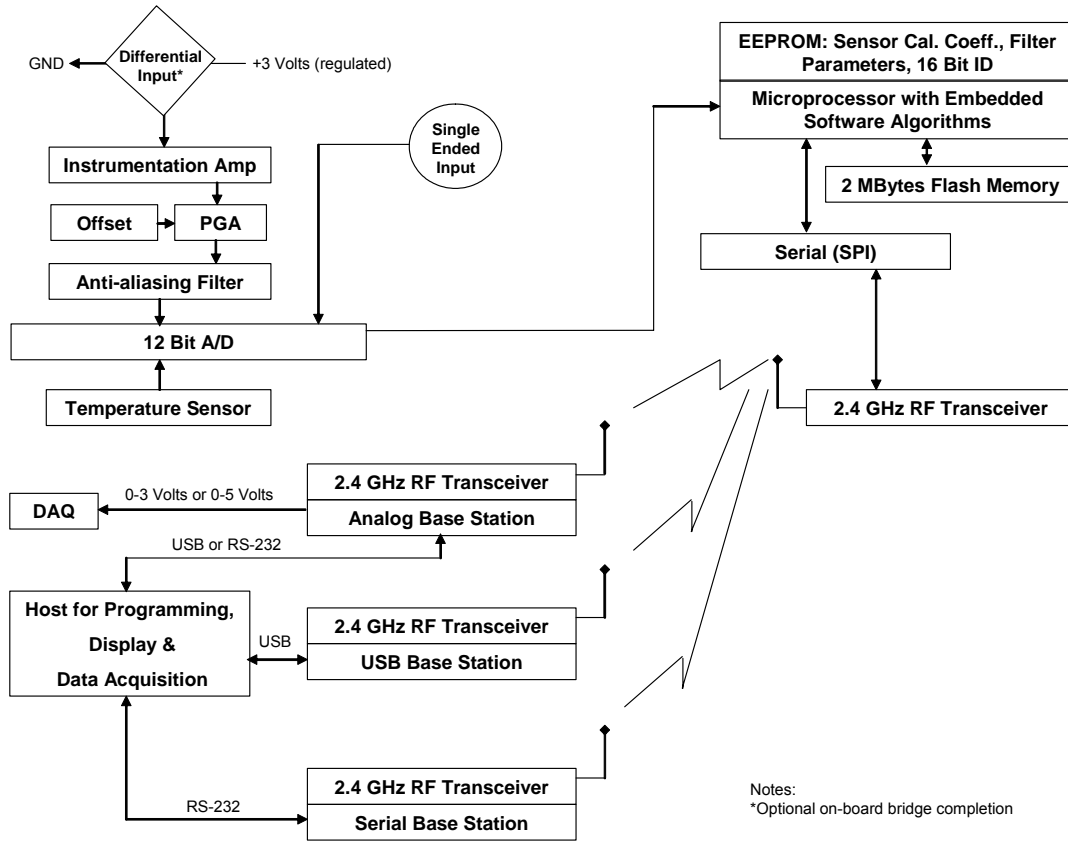 Differential
Input*
GND
+3 Volts (regulated)
Instrumentation Amp
Offset
PGA
Anti-aliasing Filter
12 Bit A/D
Temperature Sensor
Single
Ended
Input
EEPROM: Sensor Cal. Coeff., Filter
Parameters, 16 Bit ID
Microprocessor with Embedded
Software Algorithms
2 MBytes Flash Memory
Serial (SPI)
2.4 GHz RF Transceiver
2.4 GHz RF Transceiver
Analog Base Station
0-3 Volts or 0-5 Volts
DAQ
USB or RS-232
Host for Programming,
Display &
Data Acquisition
USB
2.4 GHz RF Transceiver
USB Base Station
RS-232
2.4 GHz RF Transceiver
Serial Base Station
Notes:
*Optional on-board bridge completion